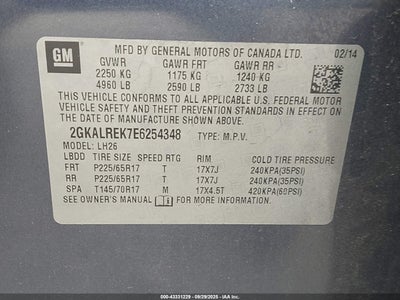 GM
MFD BY GENERAL MOTORS OF CANADA LTD. 02/14
GVWR GAWR FRT GAWR RR
2250 KG 1175 KG 1240 KG
4960 LB 2590 LB 2733 LB
THIS VEHICLE CONFORMS TO ALL APPLICABLE U.S. FEDERAL MOTOR
VEHICLE SAFETY AND THEFT PREVENTION STANDARDS IN EFFECT ON
THE DATE OF MANUFACTURE SHOWN ABOVE.
2GKALREK7E6254348 TYPE: M.P.V.
MODEL: LH26
LBDD TIRE SIZE SPEED RTG RIM COLD TIRE PRESSURE
FRT P225/65R17 T 17X7J 240KPA(35PSI)
RR P225/65R17 T 17X7J 240KPA(35PSI)
SPA T145/70R17 M 17X4.5T 420KPA(60PSI)
SEE OWNER'S MANUAL FOR MORE INFORMATION.
OO-43331229 - 09/29/2025 - IAAI.COM